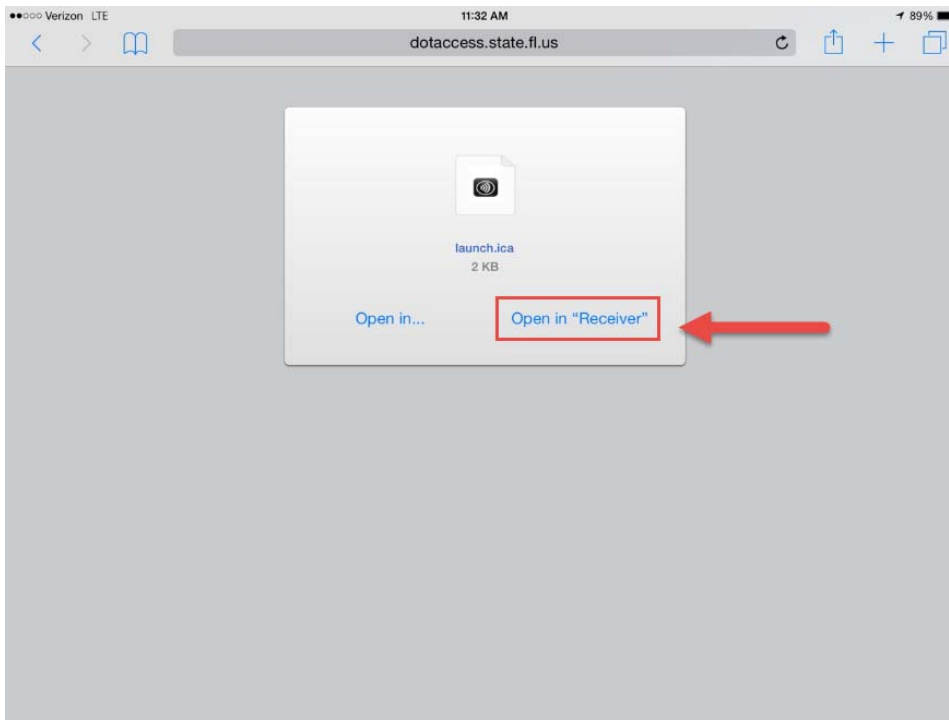 Verizon LTE
11:32 AM
89%
dotaccess.state.fl.us
launch.ica
2 KB
Open in...
Open in “Receiver”